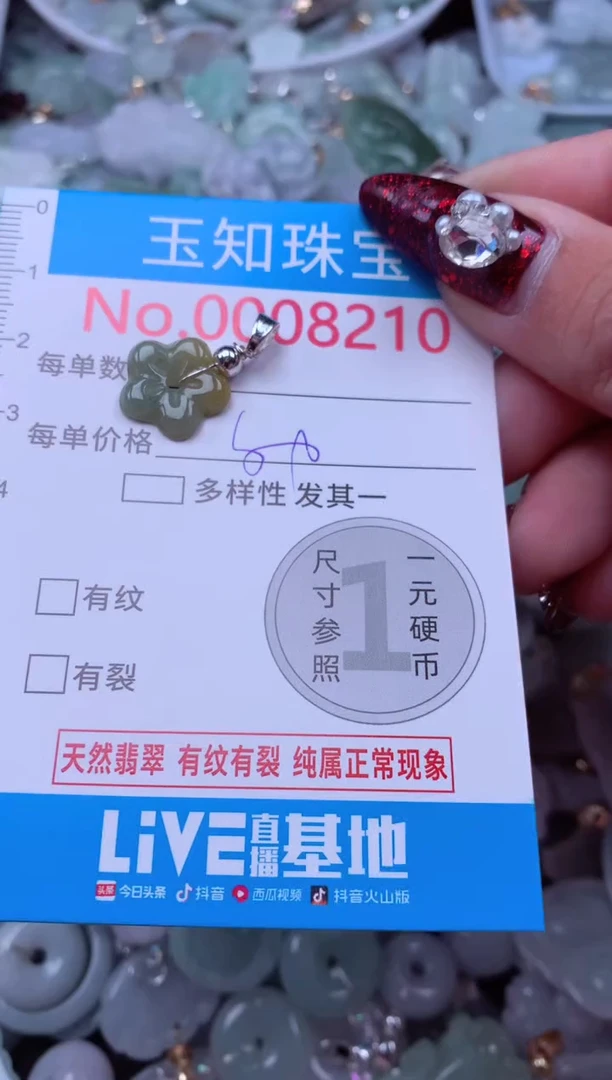 0
1
2
3
4
玉知珠宝
No.0008210
每单数
每单价格
多样性 发其一
有纹
有裂
尺寸参照
1
一元硬币
天然翡翠 有纹有裂 纯属正常现象
LiVE直播基地
头条 今日头条 抖音 西瓜视频 抖音火山版